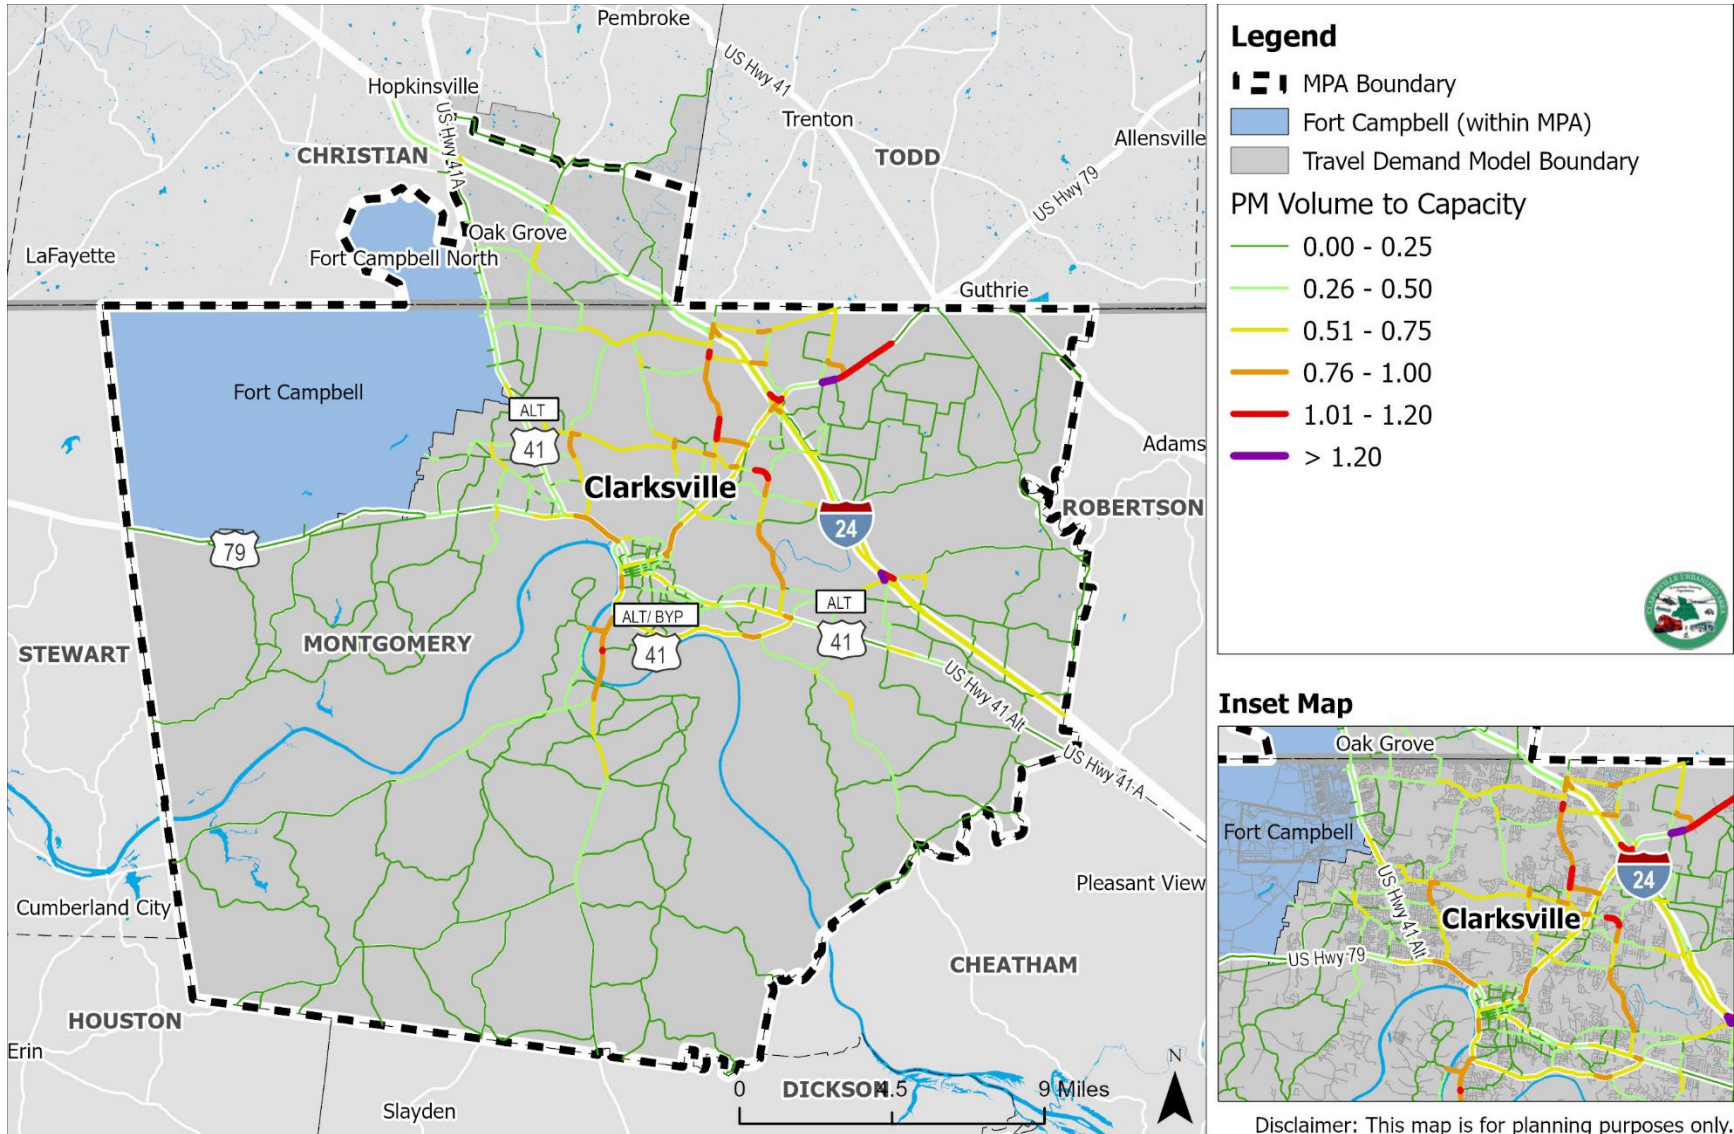 Pembroke
US Hwy 41
Hopkinsville
US Hwy 41A
Trenton
Allensville
CHRISTIAN
TODD
US Hwy 79
LaFayette
Oak Grove
Fort Campbell North
Guthrie
Fort Campbell
ALT
41
Adams
Clarksville
ROBERTSON
24
79
ALT/ BYP
41
ALT
41
STEWART
MONTGOMERY
US Hwy 41 Alt
US Hwy 41 A
Cumberland City
Pleasant View
CHEATHAM
HOUSTON
Erin
DICKSON
Slayden
0 4.5 9 Miles
N
Legend
MPA Boundary
Fort Campbell (within MPA)
Travel Demand Model Boundary
PM Volume to Capacity
0.00 - 0.25
0.26 - 0.50
0.51 - 0.75
0.76 - 1.00
1.01 - 1.20
> 1.20
Inset Map
Oak Grove
Fort Campbell
24
US Hwy 41 Alt
Clarksville
US Hwy 79
Disclaimer: This map is for planning purposes only.